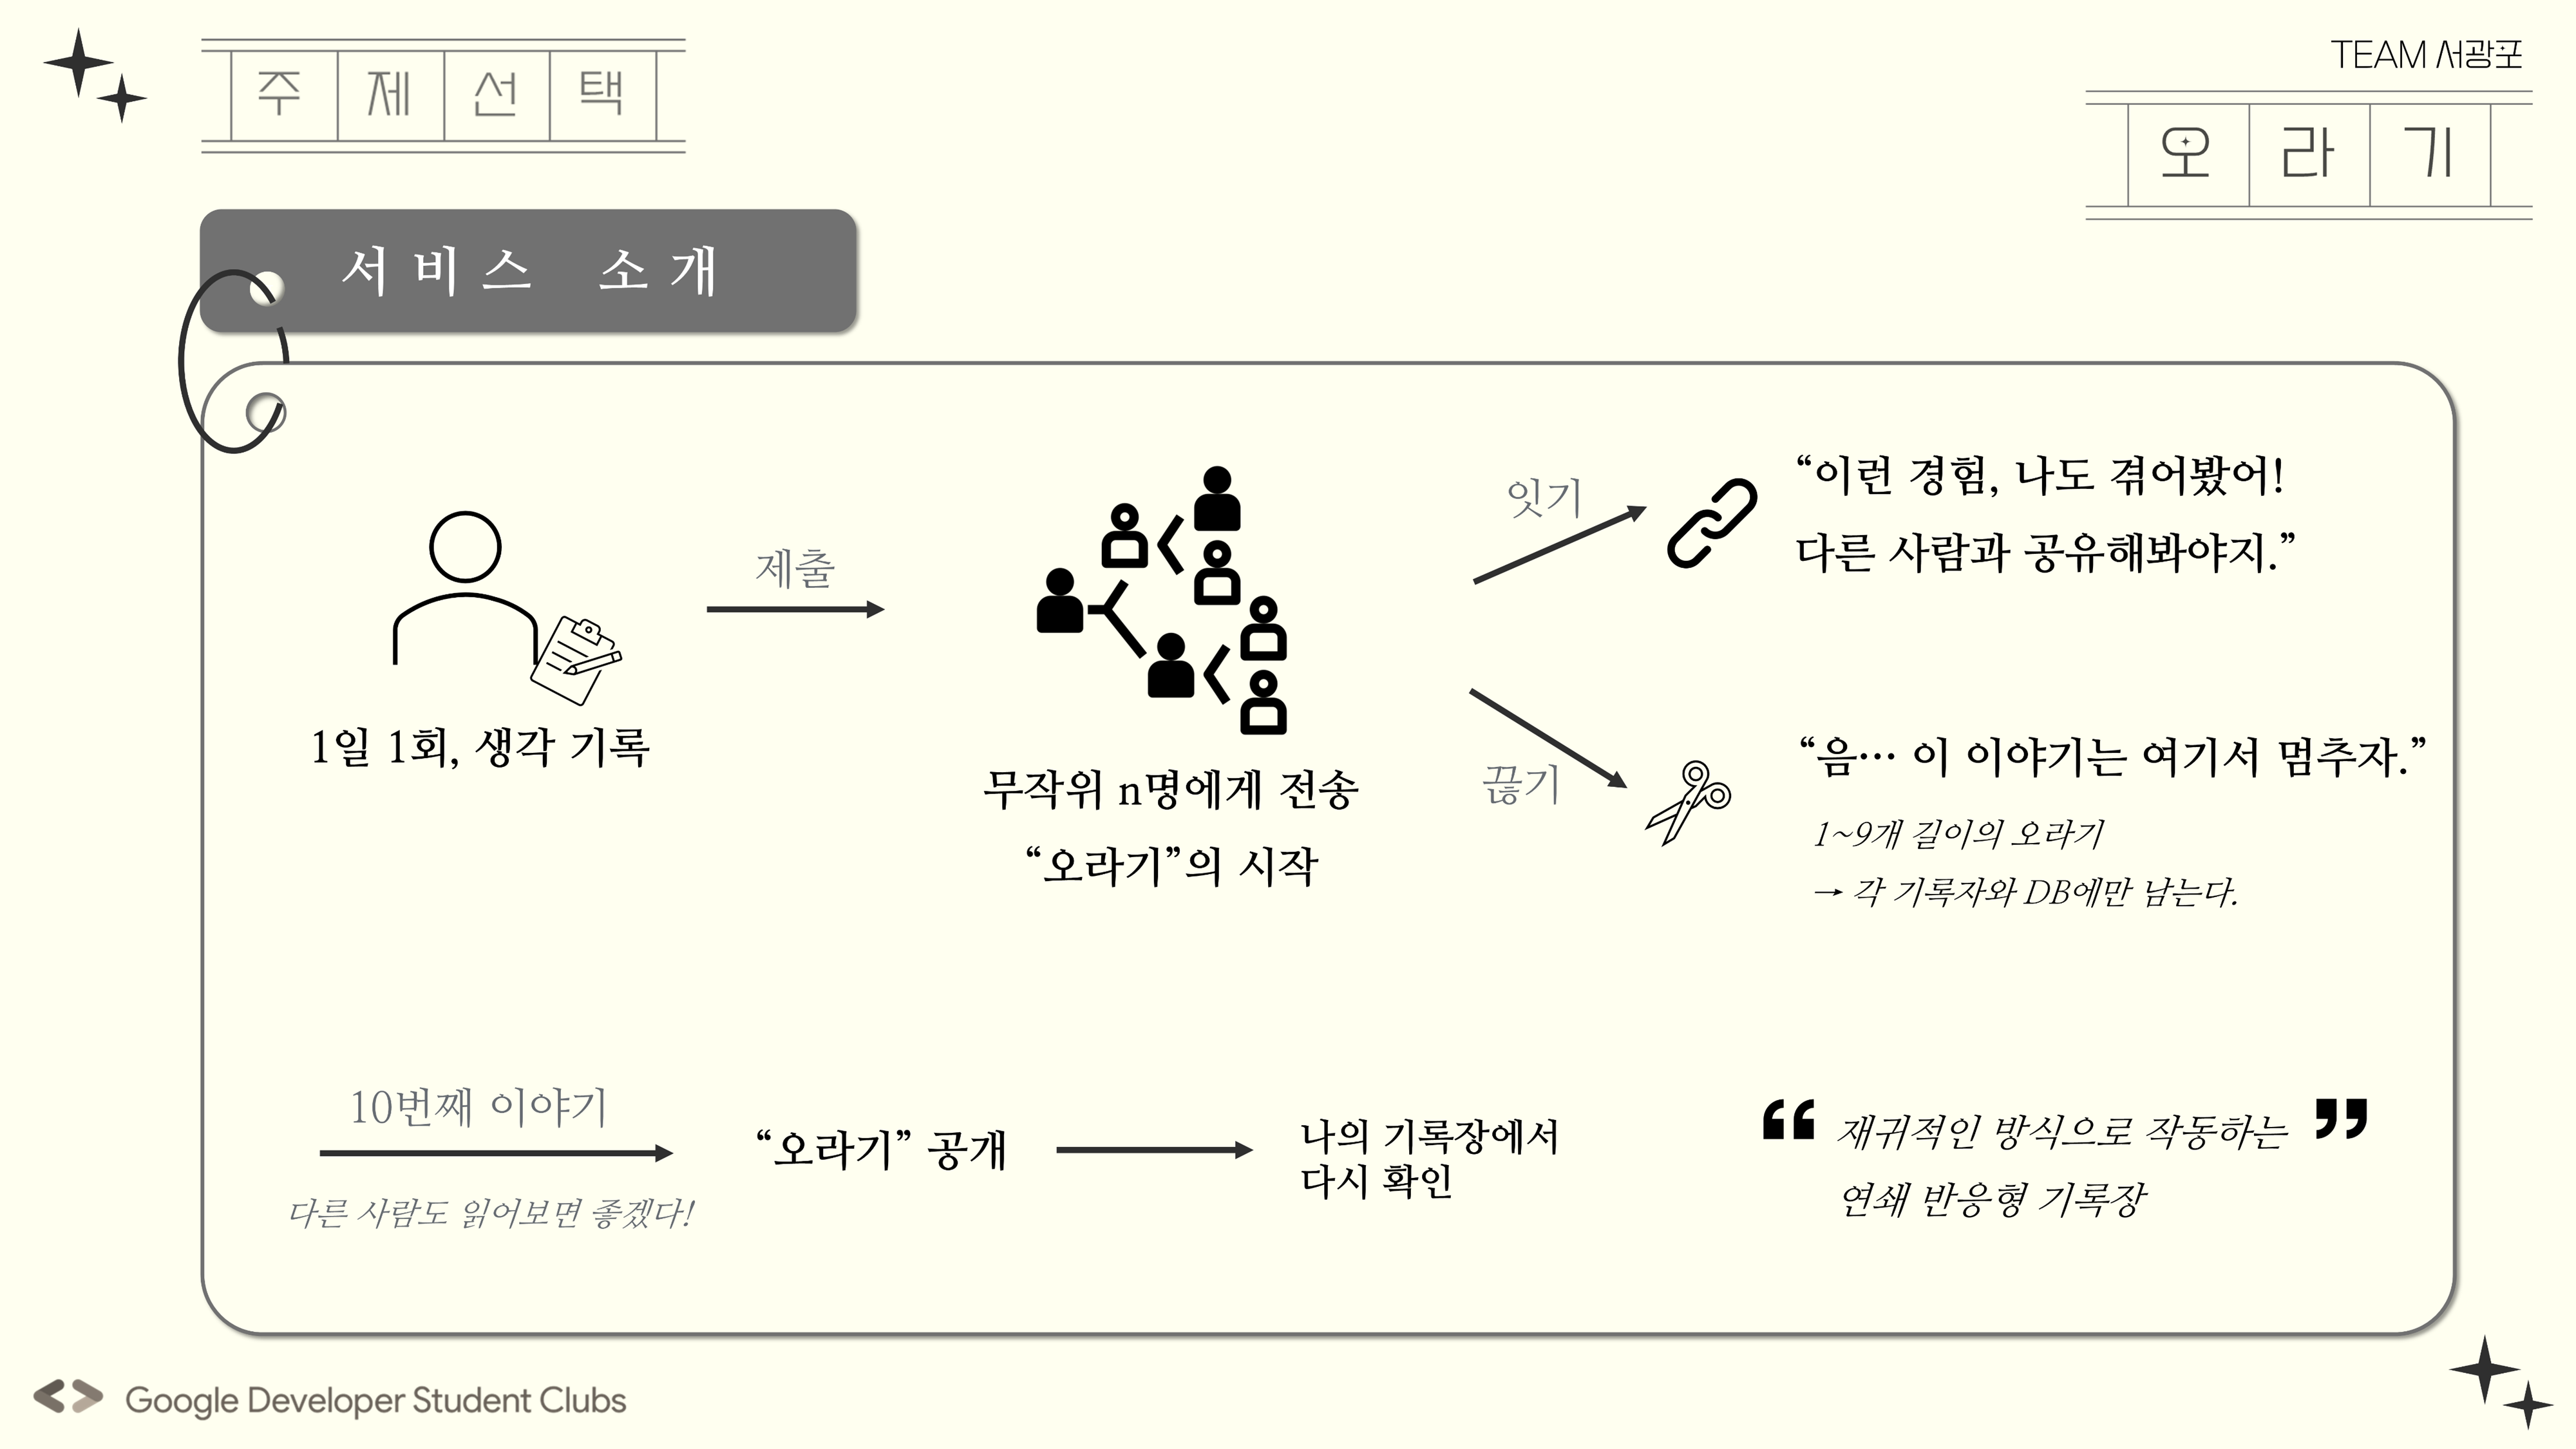 주제선택
TEAM 서광포
오라기
서비스 소개
제출
1일 1회, 생각 기록
무작위 n명에게 전송
“오라기”의 시작
잇기
“이런 경험, 나도 겪어봤어!
다른 사람과 공유해봐야지.”
끊기
“음… 이 이야기는 여기서 멈추자.”
1~9개 길이의 오라기
→ 각 기록자와 DB에만 남는다.
10번째 이야기
다른 사람도 읽어보면 좋겠다!
“오라기” 공개
나의 기록장에서
다시 확인
“재귀적인 방식으로 작동하는”
연쇄 반응형 기록장
Google Developer Student Clubs